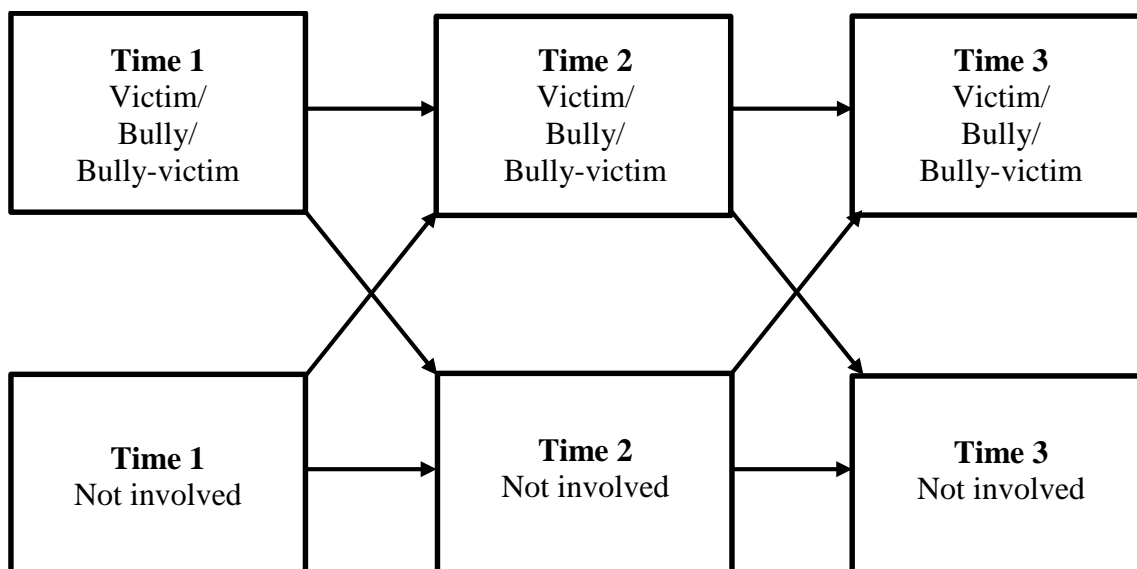 Time 1
Victim/
Bully/
Bully-victim
Time 2
Victim/
Bully/
Bully-victim
Time 3
Victim/
Bully/
Bully-victim
Time 1
Not involved
Time 2
Not involved
Time 3
Not involved